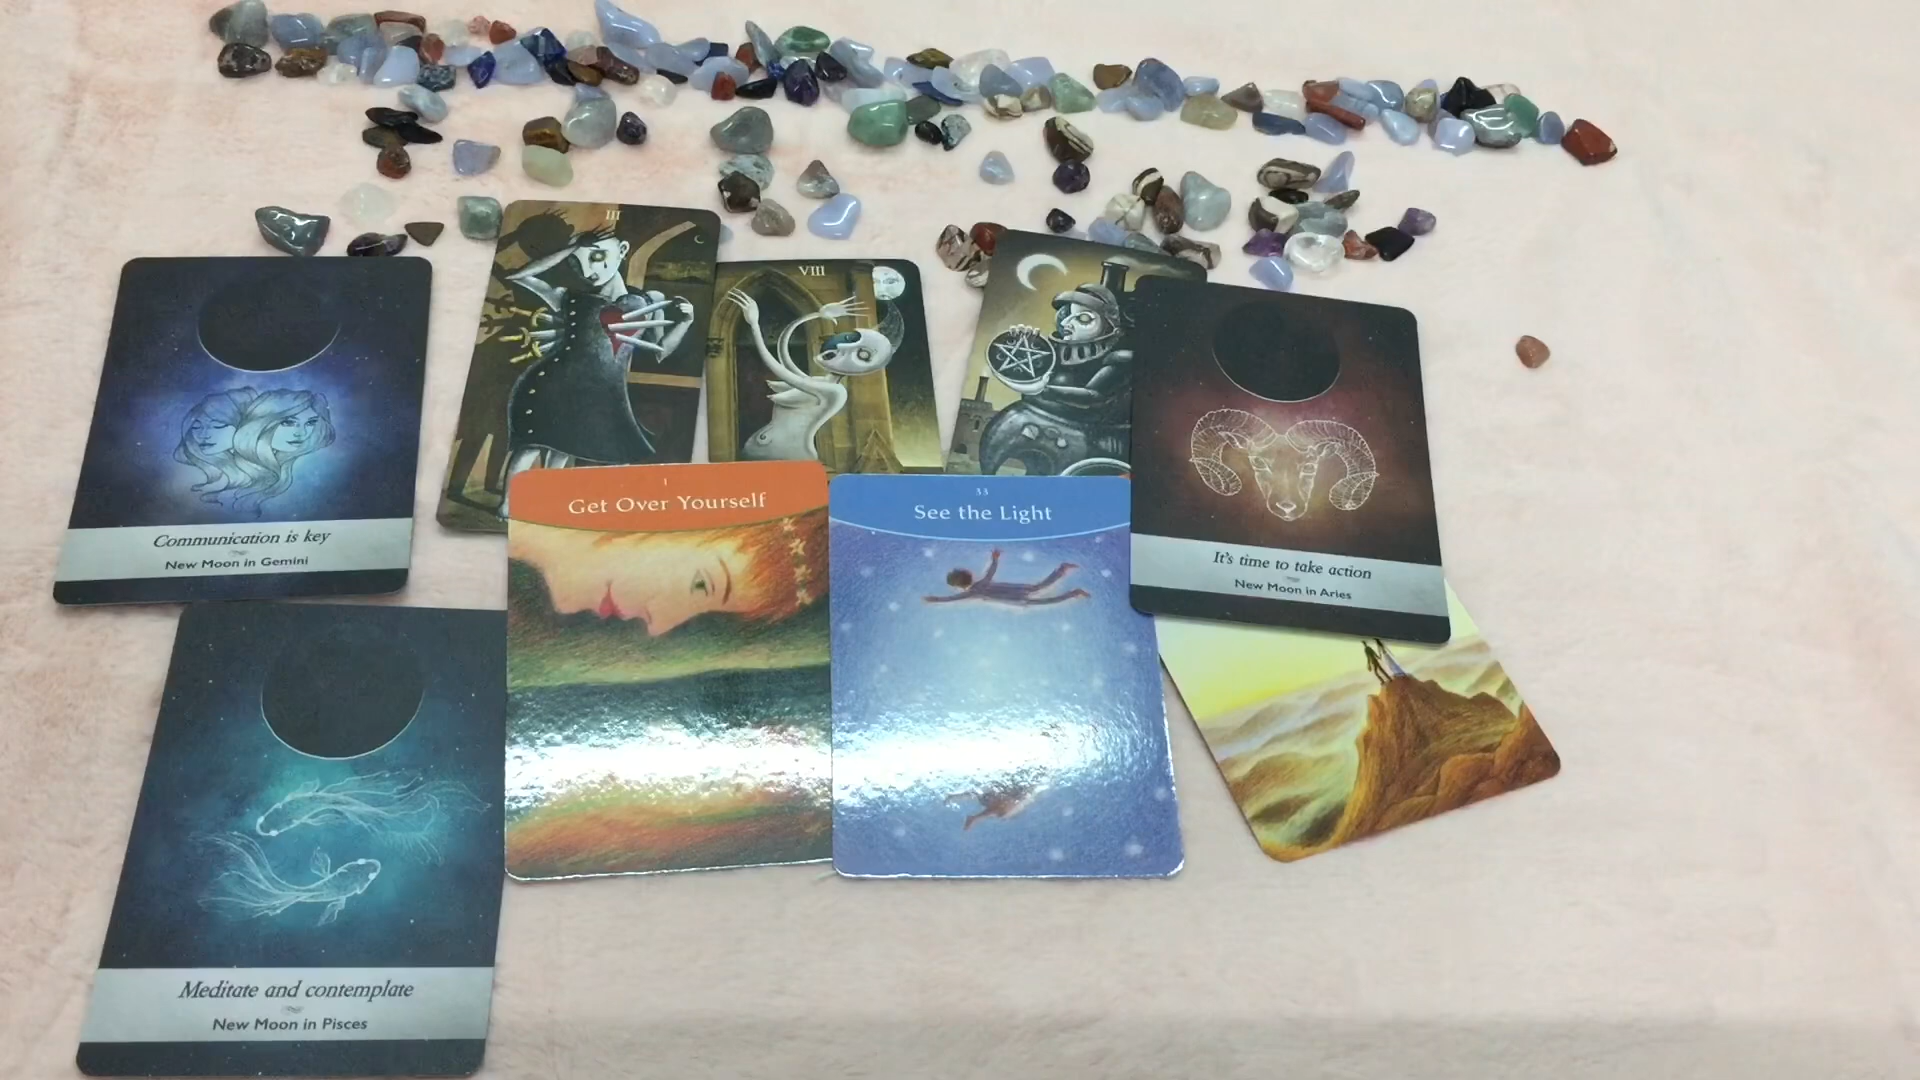 III
VIII
Communication is key
New Moon in Gemini
1
Get Over Yourself
33
See the Light
It's time to take action
New Moon in Aries
Meditate and contemplate
New Moon in Pisces